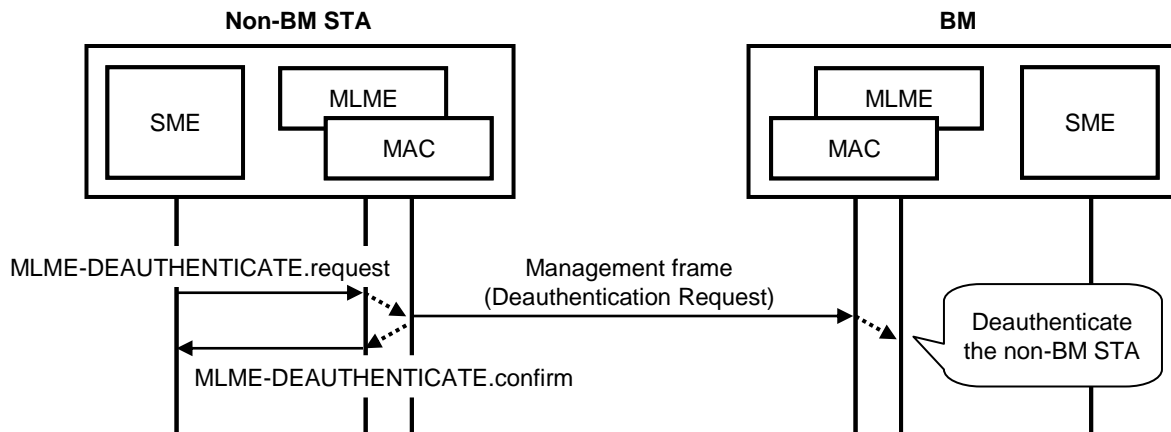 Non-BM STA
BM
SME
MLME
MAC
MLME
MAC
SME
MLME-DEAUTHENTICATE.request
Management frame
(Deauthentication Request)
Deauthenticate
the non-BM STA
MLME-DEAUTHENTICATE.confirm